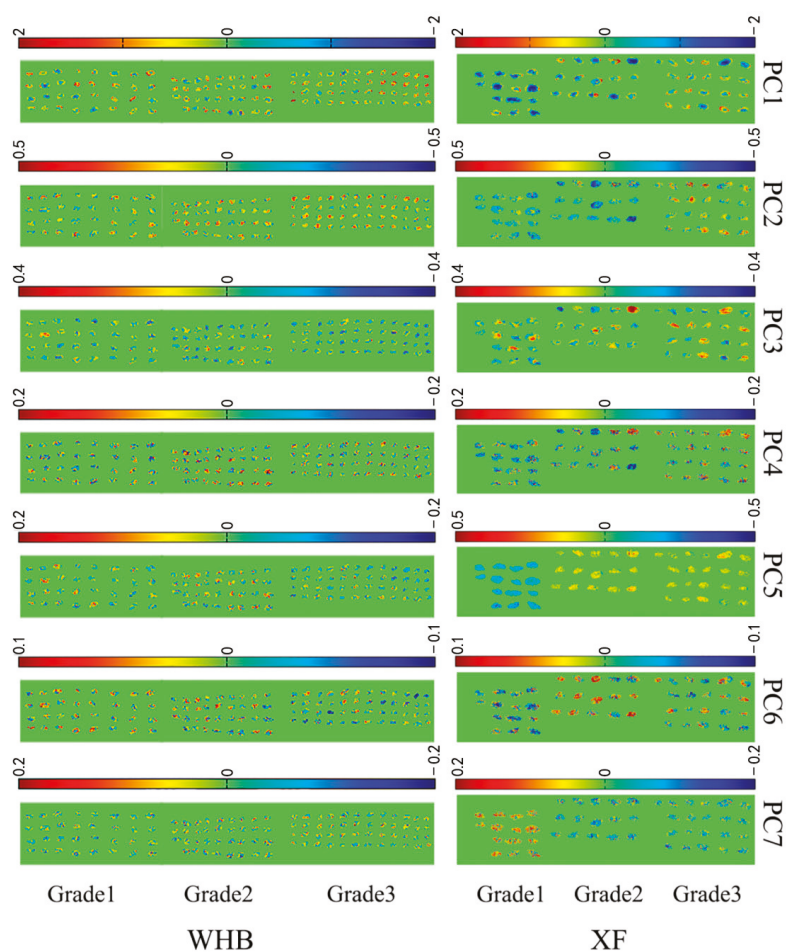 2 0 -2 2 0 -2 PC1
0.5 0 -0.5 0.5 0 -0.5 PC2
0.4 0 -0.4 0.4 0 -0.4 PC3
0.2 0 -0.2 0.2 0 -0.2 PC4
0.2 0 -0.2 0.5 0 -0.5 PC5
0.1 0 -0.1 0.1 0 -0.1 PC6
0.2 0 -0.2 0.2 0 -0.2 PC7
Grade1 Grade2 Grade3 Grade1 Grade2 Grade3
WHB XF